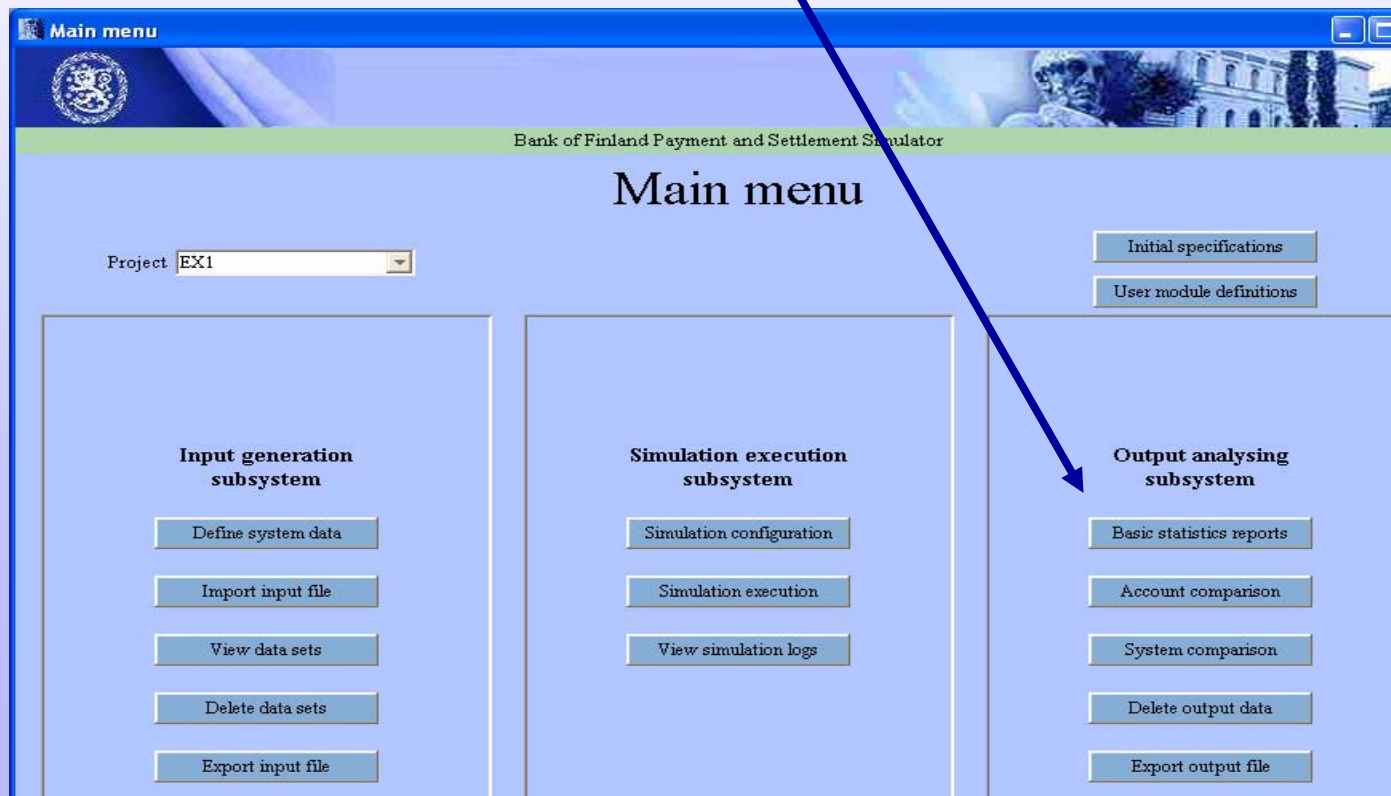 Main menu
Bank of Finland Payment and Settlement Simulator
Main menu
Project EX1
Initial specifications
User module definitions
Input generation
subsystem
Define system data
Import input file
View data sets
Delete data sets
Export input file
Simulation execution
subsystem
Simulation configuration
Simulation execution
View simulation logs
Output analysing
subsystem
Basic statistics reports
Account comparison
System comparison
Delete output data
Export output file